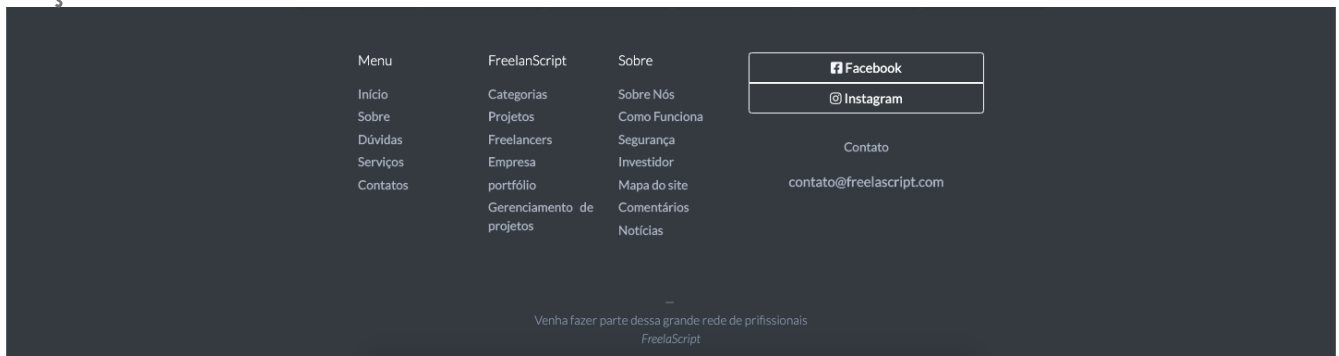 Menu
Início
Sobre
Dúvidas
Serviços
Contatos
FreelanScript
Categorias
Projetos
Freelancers
Empresa
portfólio
Gerenciamento de
projetos
Sobre
Sobre Nós
Como Funciona
Segurança
Investidor
Mapa do site
Comentários
Notícias
Facebook
Instagram
Contato
contato@freelascript.com
—
Venha fazer parte dessa grande rede de prifissionais
FreelaScript